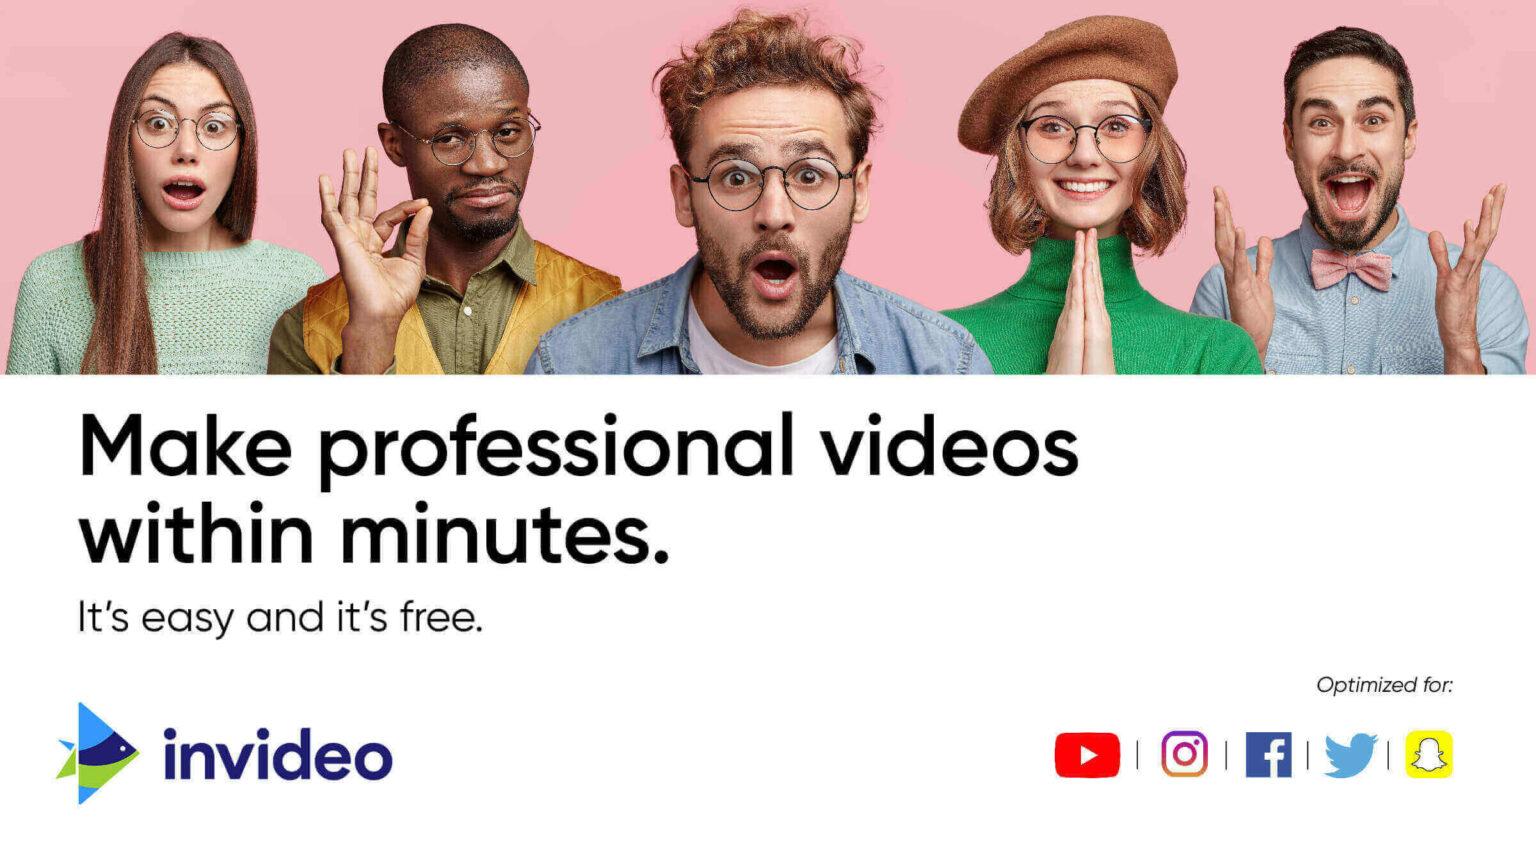 Make professional videos
within minutes.
It's easy and it's free.
Optimized for:
invideo